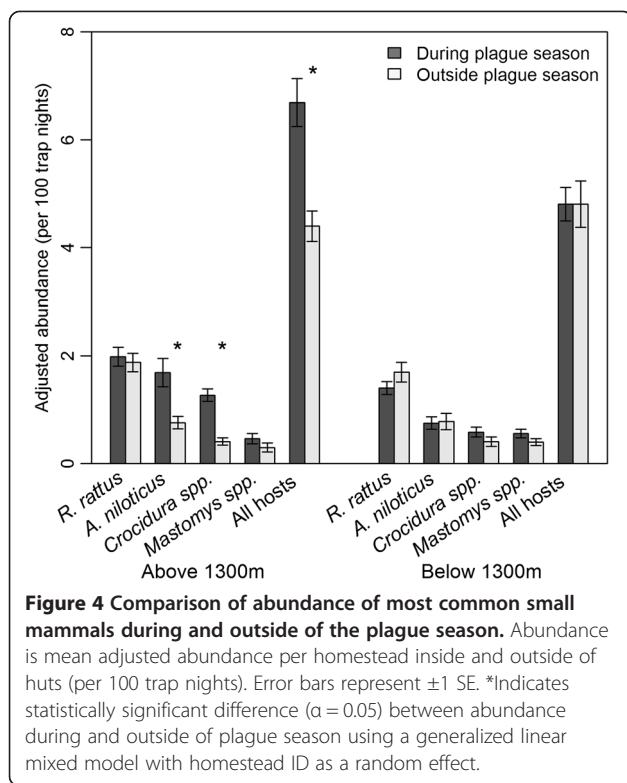 8
6
4
2
0
Adjusted abundance (per 100 trap nights)
During plague season
Outside plague season
*
*
*
R. rattus
A. niloticus
Crocidura spp.
Mastomys spp.
All hosts
R. rattus
A. niloticus
Crocidura spp.
Mastomys spp.
All hosts
Above 1300m
Below 1300m
Figure 4 Comparison of abundance of most common small
mammals during and outside of the plague season. Abundance
is mean adjusted abundance per homestead inside and outside of
huts (per 100 trap nights). Error bars represent ±1 SE. *Indicates
statistically significant difference (α = 0.05) between abundance
during and outside of plague season using a generalized linear
mixed model with homestead ID as a random effect.